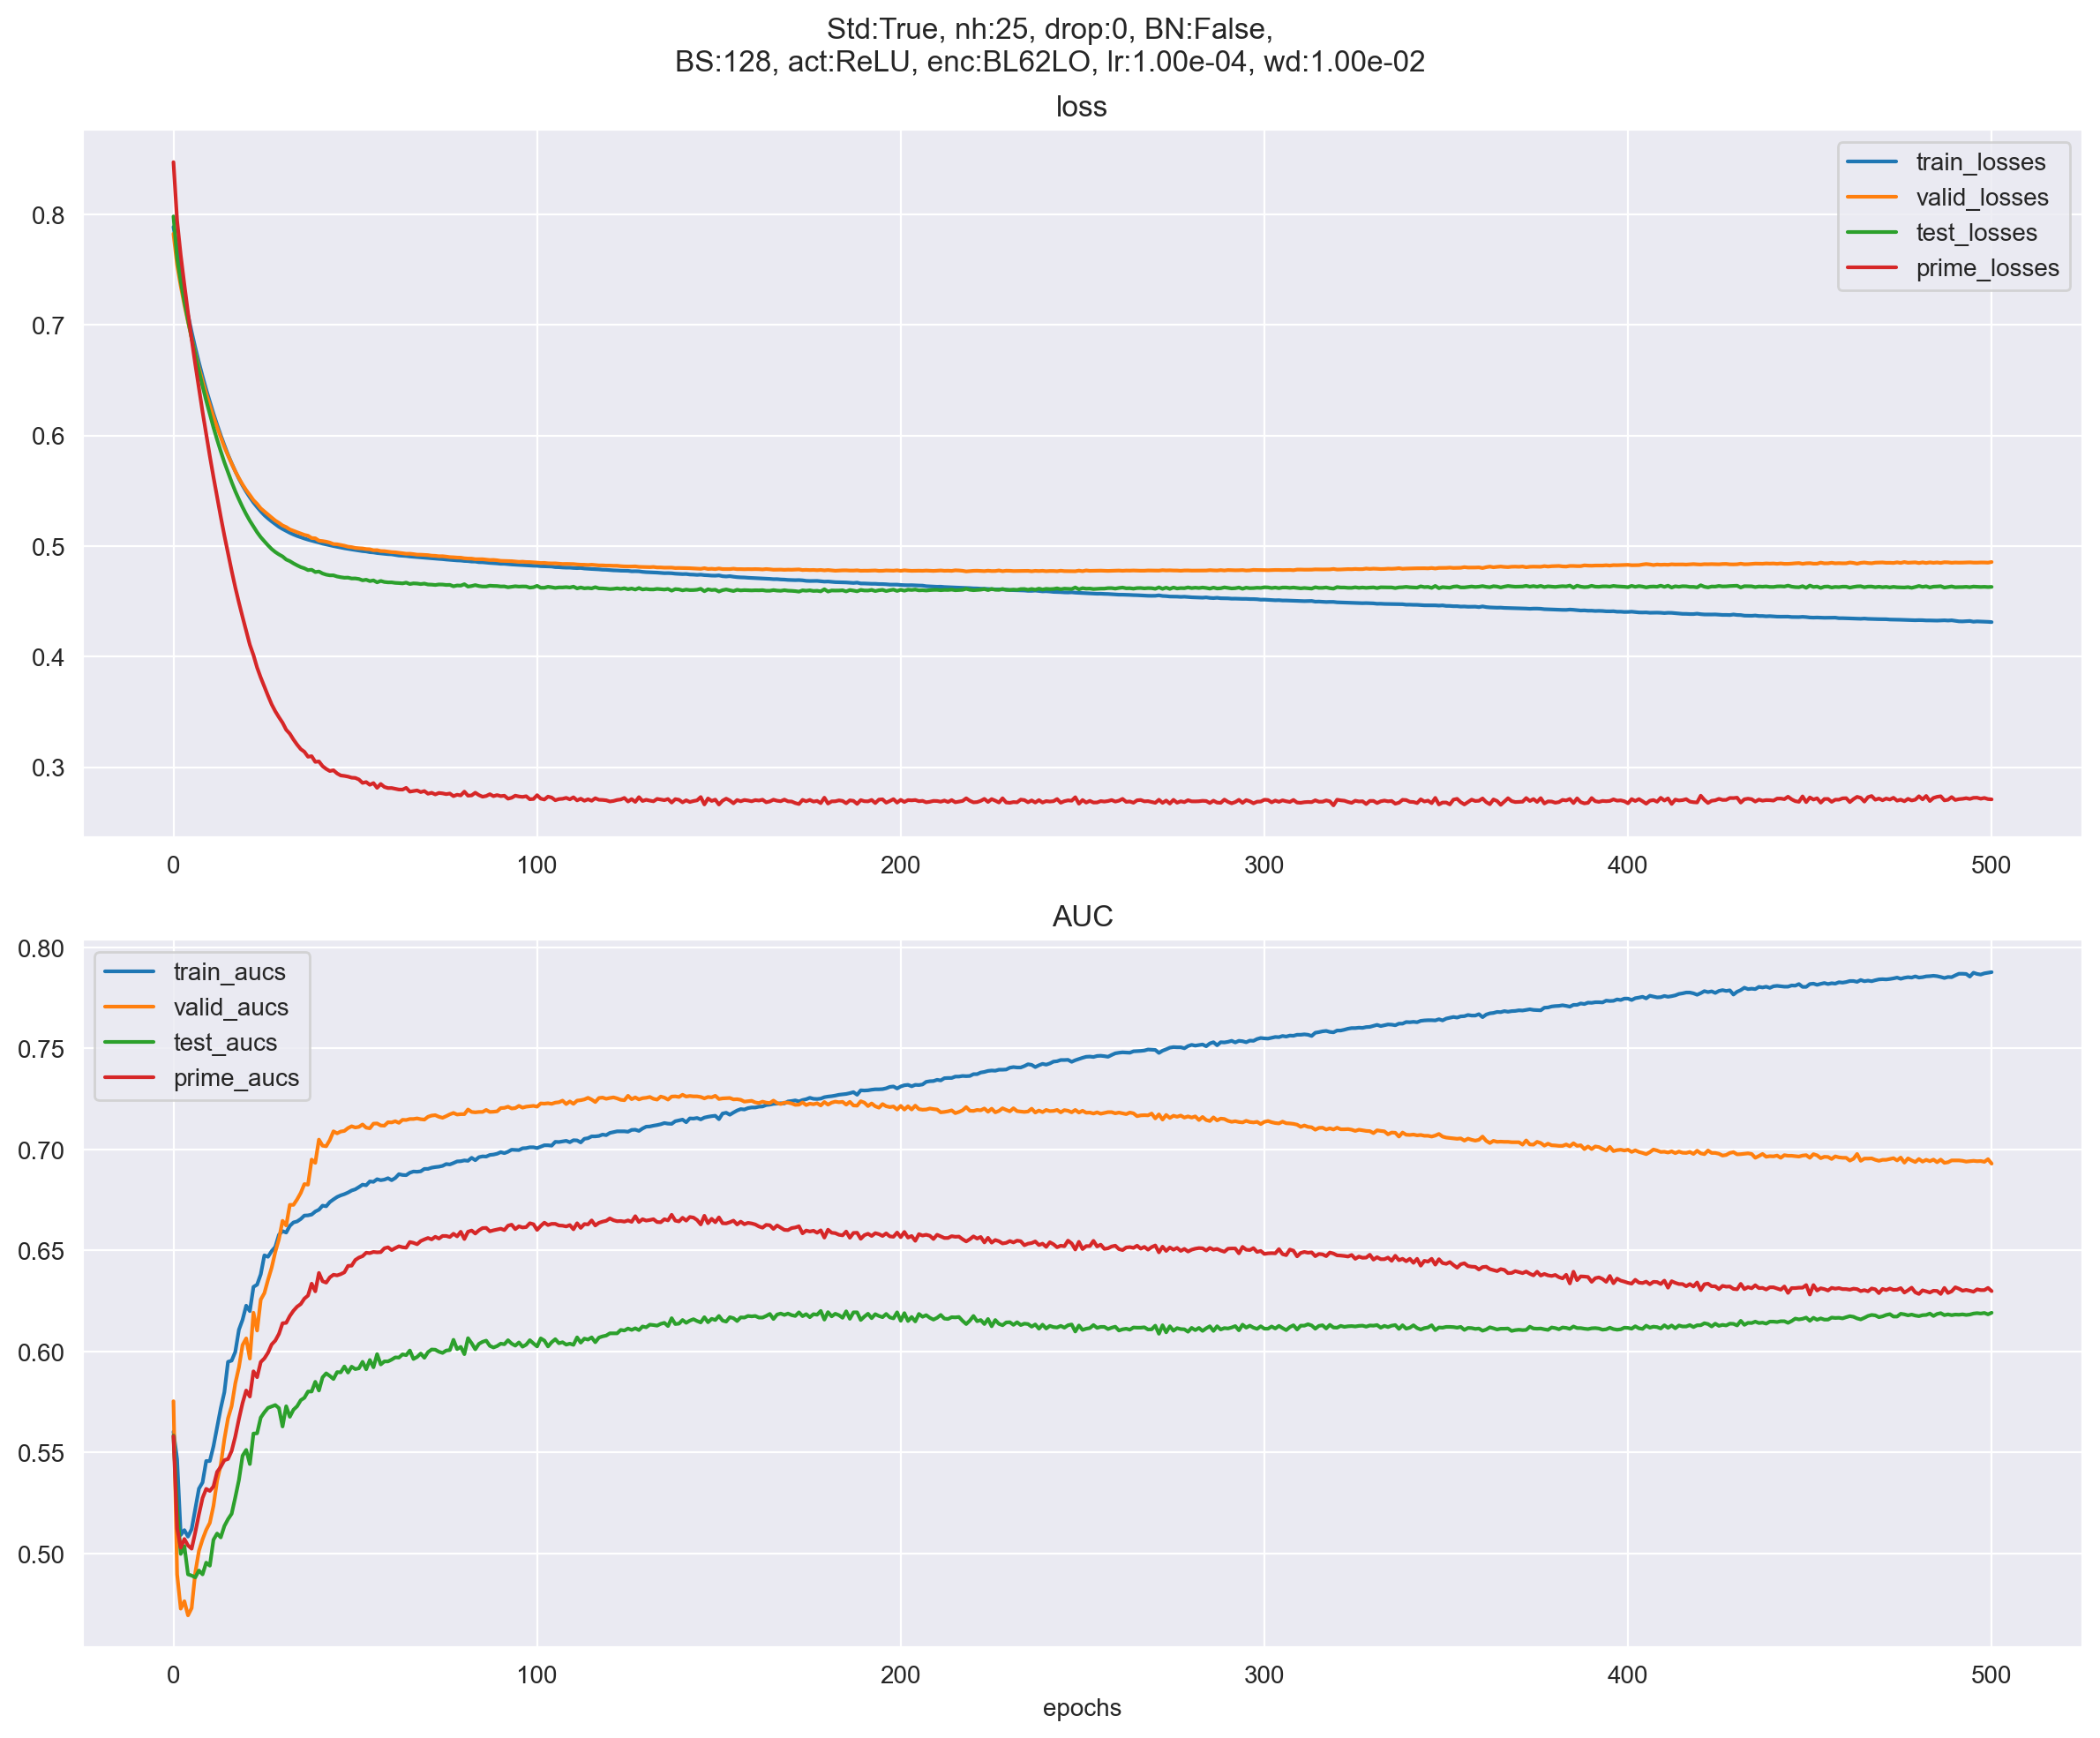 Std:True, nh:25, drop:0, BN:False,
BS:128, act:ReLU, enc:BL62LO, lr:1.00e-04, wd:1.00e-02
loss
train_losses
valid_losses
test_losses
prime_losses
0.8
0.7
0.6
0.5
0.4
0.3
0 100 200 300 400 500
AUC
train_aucs
valid_aucs
test_aucs
prime_aucs
0.80
0.75
0.70
0.65
0.60
0.55
0.50
0 100 200 300 400 500
epochs